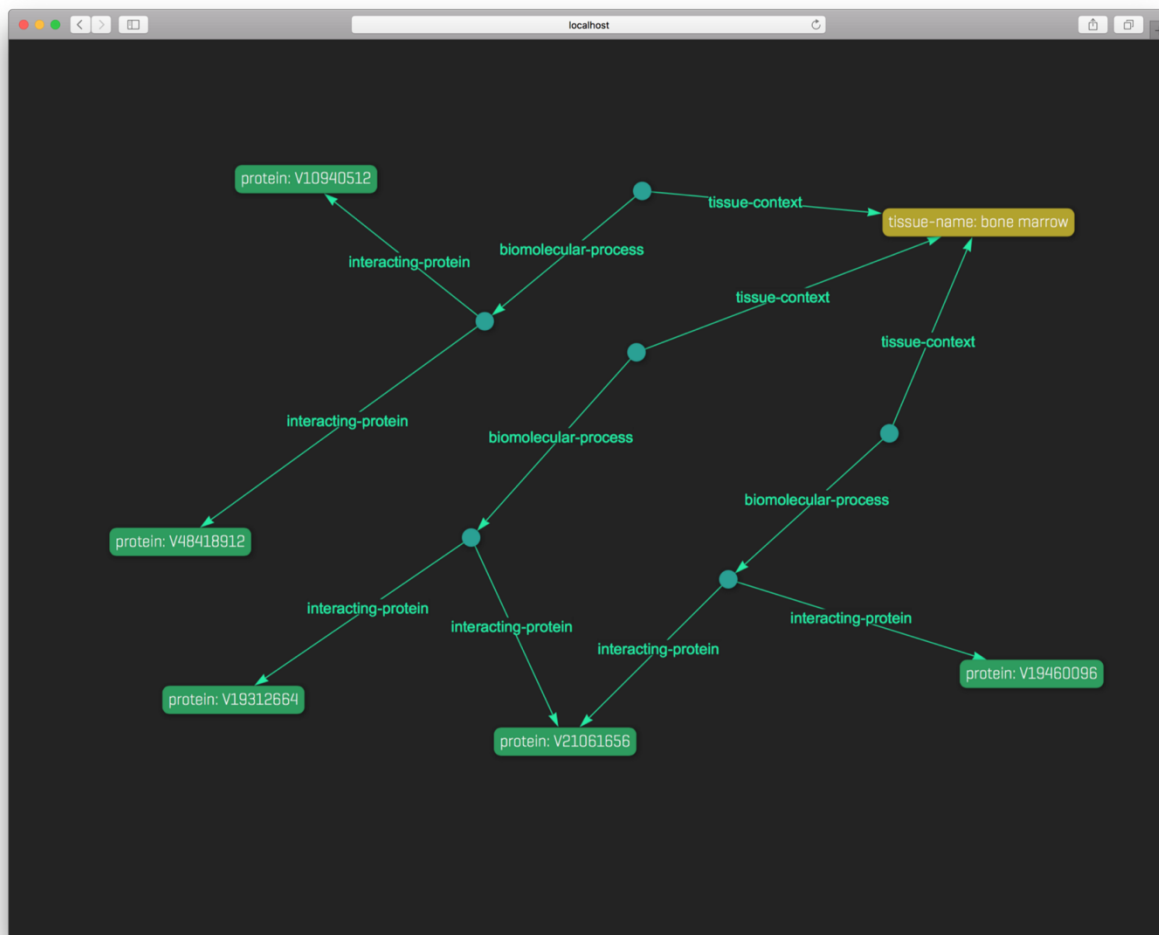 localhost
protein: V10940512
tissue-context
tissue-name: bone marrow
biomolecular-process
interacting-protein
tissue-context
tissue-context
interacting-protein
biomolecular-process
biomolecular-process
protein: V48418912
interacting-protein
interacting-protein
interacting-protein
interacting-protein
protein: V19460096
protein: V19312664
protein: V21061656